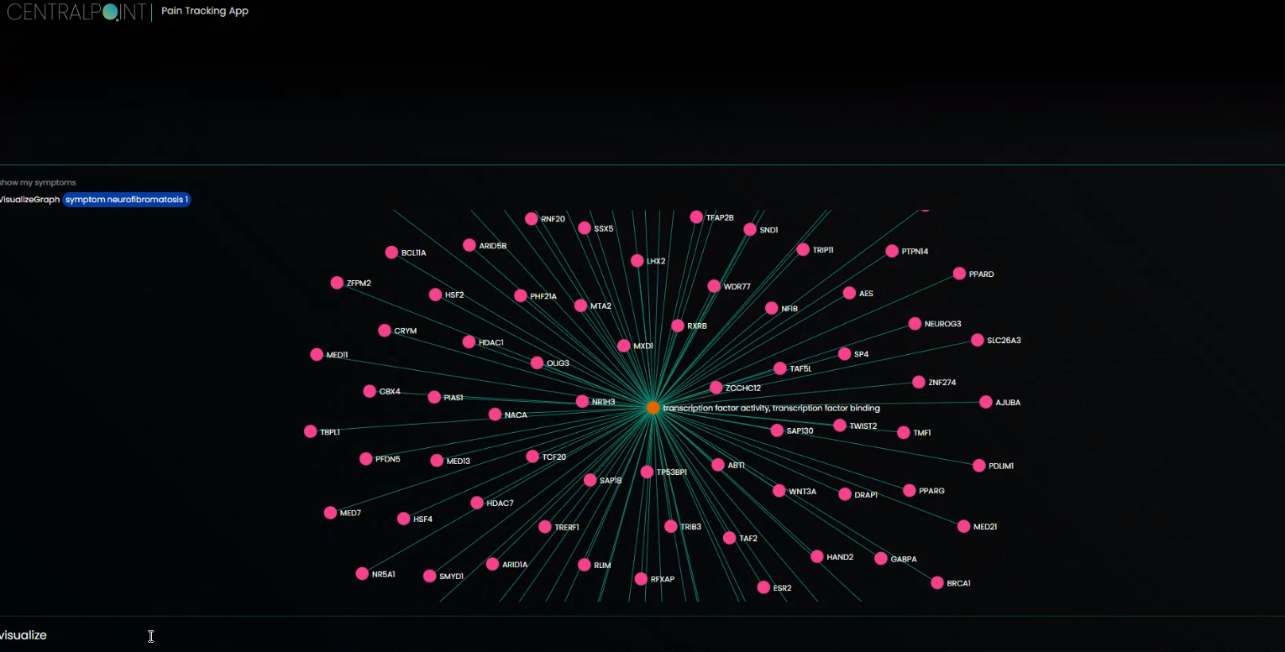 CENTRALPOINT | Pain Tracking App
show my symptoms
VisualizeGraph symptom neurofibromatosis 1
RNF20
TFAP2B
SSX5
SND1
ARID5B
TRIP11
PTPN14
BCL11A
LHX2
PPARD
ZFPM2
WDR77
HSF2
PHF21A
AES
MTA2
NFIB
CRYM
RXRB
NEUROG3
HDAC1
MXD1
SLC26A3
MED11
SP4
OLIG3
TAF5L
ZNF274
CBX4
PIAS1
ZCCHC12
NR1H3
AJUBA
NACA
transcription factor activity, transcription factor binding
TBPL1
SAP130
TWIST2
TMF1
PFDN5
MED13
TCF20
ABT1
PDLIM1
SAP18
TP53BP1
WNT3A
DRAP1
PPARG
HDAC7
MED7
HSF4
TRERF1
TRIB3
MED21
TAF2
ARID1A
RLIM
HAND2
GABPA
NR5A1
SMYD1
RFXAP
ESR2
BRCA1
visualize